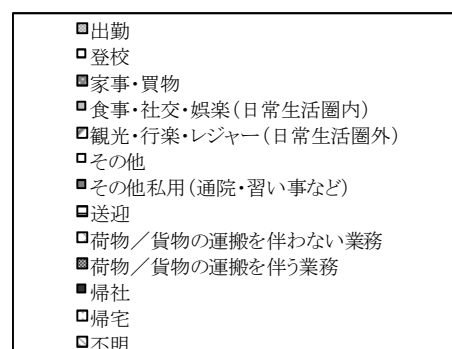 出勤
登校
家事・買物
食事・社交・娯楽(日常生活圏内)
観光・行楽・レジャー(日常生活圏外)
その他
その他私用(通院・習い事など)
送迎
荷物/貨物の運搬を伴わない業務
荷物/貨物の運搬を伴う業務
帰社
帰宅
不明